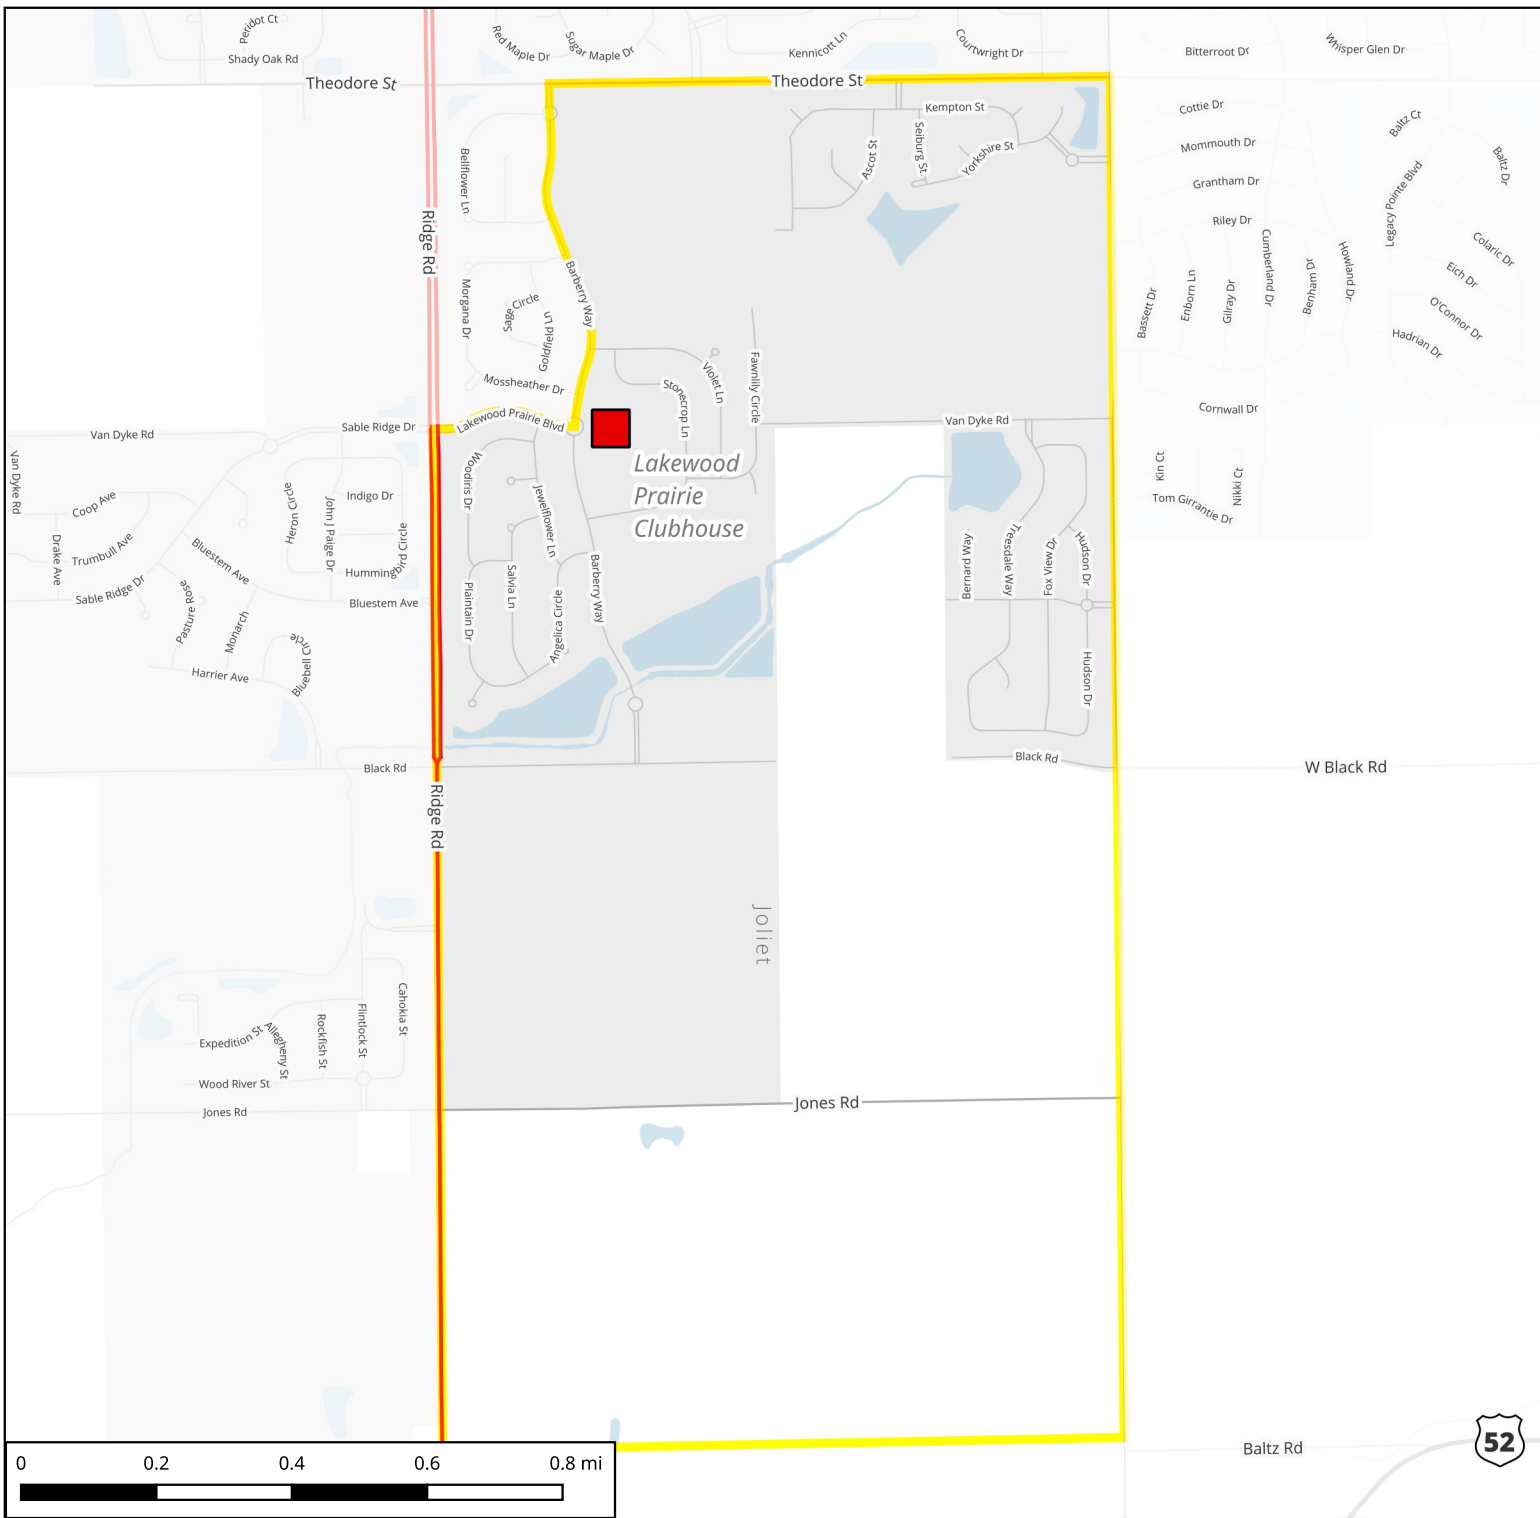 Peridot Ct
Shady Oak Rd
Red Maple Dr
Sugar Maple Dr
Kennicott Ln
Courtwright Dr
Bitterroot Dr
Whisper Glen Dr
Theodore St
Theodore St
Kempton St
Seiburg St
Ascot St
Yorkshire St
Cottie Dr
Baltz Ct
Mommouth Dr
Baltz Dr
Grantham Dr
Legacy Pointe Blvd
Riley Dr
Colaric Dr
Bellflower Ln
Ridge Rd
Barberry Way
Morgana Dr
Sage Circle
Goldfield Ln
Cumberland Dr
Howland Dr
Benham Dr
Enborn Ln
Gilray Dr
Bassett Dr
Eich Dr
O'Connor Dr
Hadrian Dr
Mossheather Dr
Stonecrop Ln
Violet Ln
Fawnlily Circle
Cornwall Dr
Van Dyke Rd
Sable Ridge Dr
Lakewood Prairie Blvd
Van Dyke Rd
Van Dyke Rd
Woodiris Dr
Lakewood
Prairie
Clubhouse
Kin Ct
Nikki Ct
Tom Girrantie Dr
Coop Ave
Heron Circle
Indigo Dr
John J Paige Dr
Jewelflower Ln
Drake Ave
Trumbull Ave
Bluestem Ave
Hummingbird Circle
Sable Ridge Dr
Bluestem Ave
Pasture Rose
Monarch
Plaintain Dr
Salvia Ln
Angelica Circle
Barberry Way
Bernard Way
Treesdale Way
Fox View Dr
Hudson Dr
Hudson Dr
Harrier Ave
Bluebell Circle
Black Rd
Black Rd
W Black Rd
Ridge Rd
Joliet
Cahokia St
Flintlock St
Rockfish St
Allegheny St
Expedition St
Wood River St
Jones Rd
Jones Rd
Baltz Rd
52
0 0.2 0.4 0.6 0.8 mi